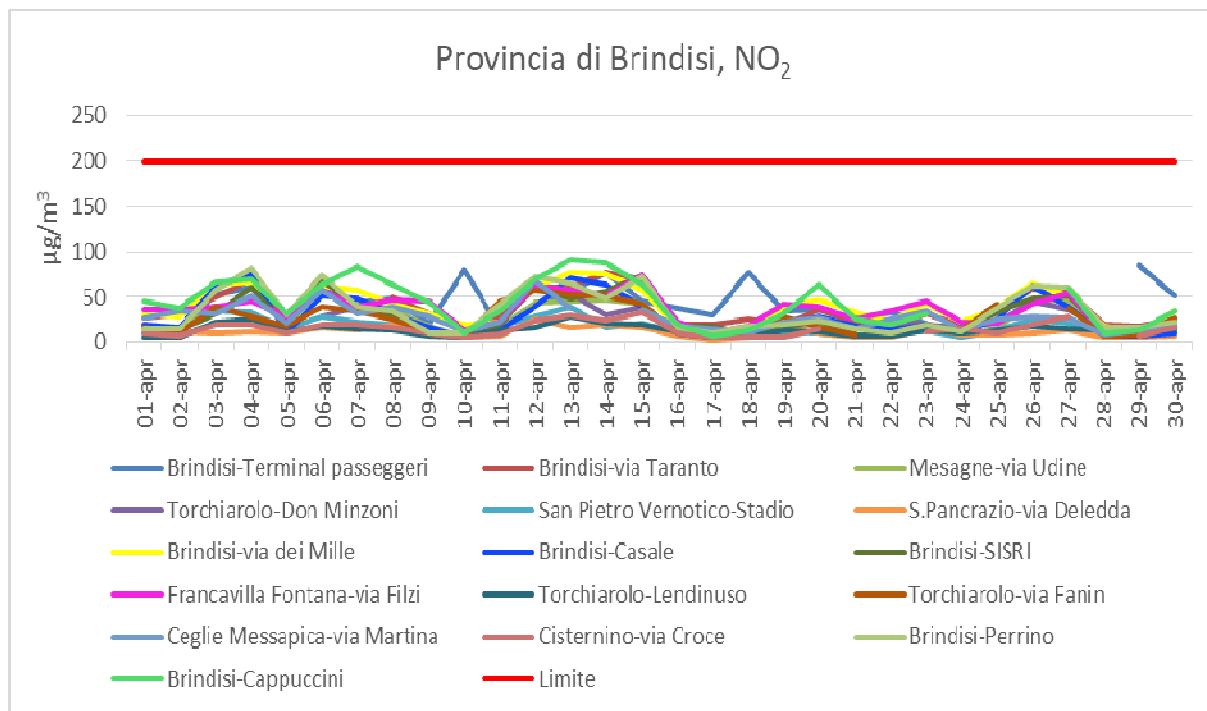 Provincia di Brindisi, NO₂
250
200
150
100
50
0
µg/m³
01-apr
02-apr
03-apr
04-apr
05-apr
06-apr
07-apr
08-apr
09-apr
10-apr
11-apr
12-apr
13-apr
14-apr
15-apr
16-apr
17-apr
18-apr
19-apr
20-apr
21-apr
22-apr
23-apr
24-apr
25-apr
26-apr
27-apr
28-apr
29-apr
30-apr
Brindisi-Terminal passeggeri
Brindisi-via Taranto
Mesagne-via Udine
Torchiarolo-Don Minzoni
San Pietro Vernotico-Stadio
S.Pancrazio-via Deledda
Brindisi-via dei Mille
Brindisi-Casale
Brindisi-SISRI
Francavilla Fontana-via Filzi
Torchiarolo-Lendinuso
Torchiarolo-via Fanin
Ceglie Messapica-via Martina
Cisternino-via Croce
Brindisi-Perrino
Brindisi-Cappuccini
Limite